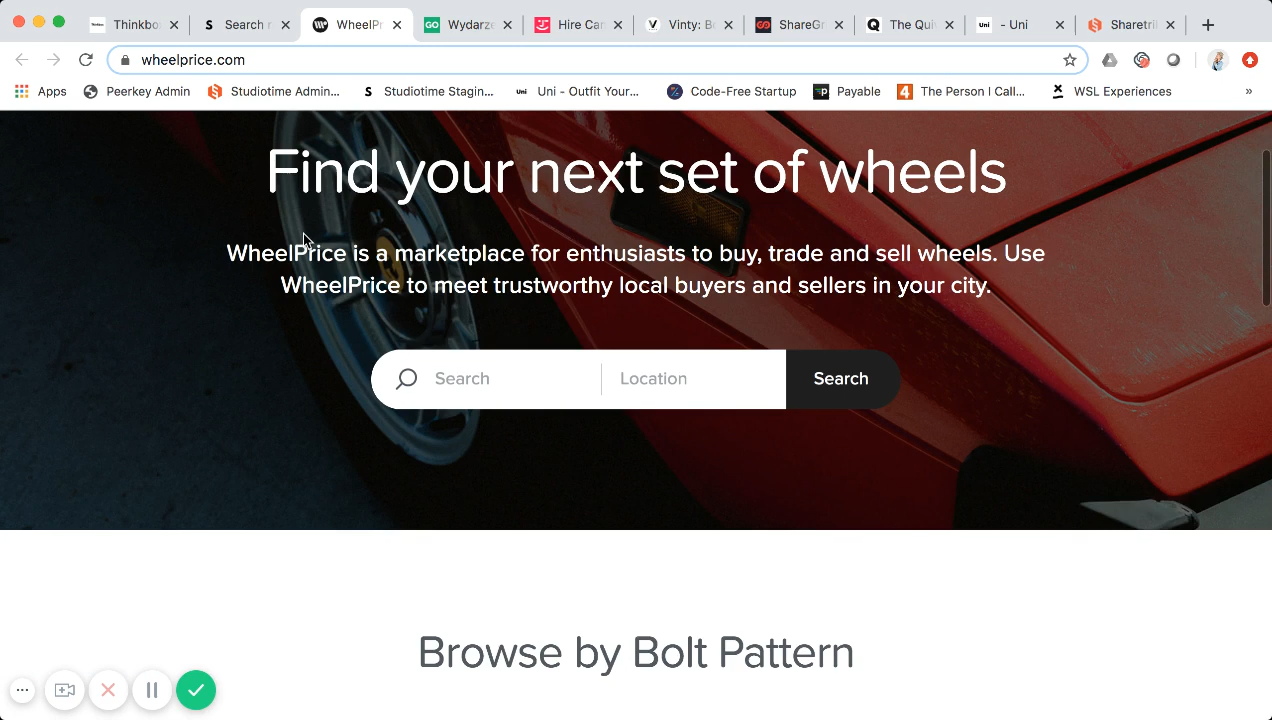 Thinkbo
Search r
WheelPr
Wydarze
Hire Car
Vinty: B
ShareGr
The Qui
- Uni
Sharetri
wheelprice.com
Apps
Peerkey Admin
Studiotime Admin...
Studiotime Stagin...
Uni - Outfit Your...
Code-Free Startup
Payable
The Person I Call...
WSL Experiences
»
Find your next set of wheels
WheelPrice is a marketplace for enthusiasts to buy, trade and sell wheels. Use
WheelPrice to meet trustworthy local buyers and sellers in your city.
Search
Location
Search
Browse by Bolt Pattern